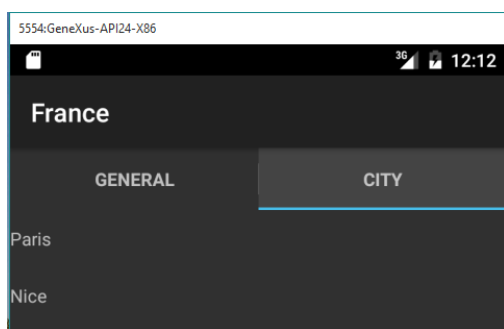 5554:GeneXus-API24-X86
3G 12:12
France
GENERAL CITY
Paris
Nice